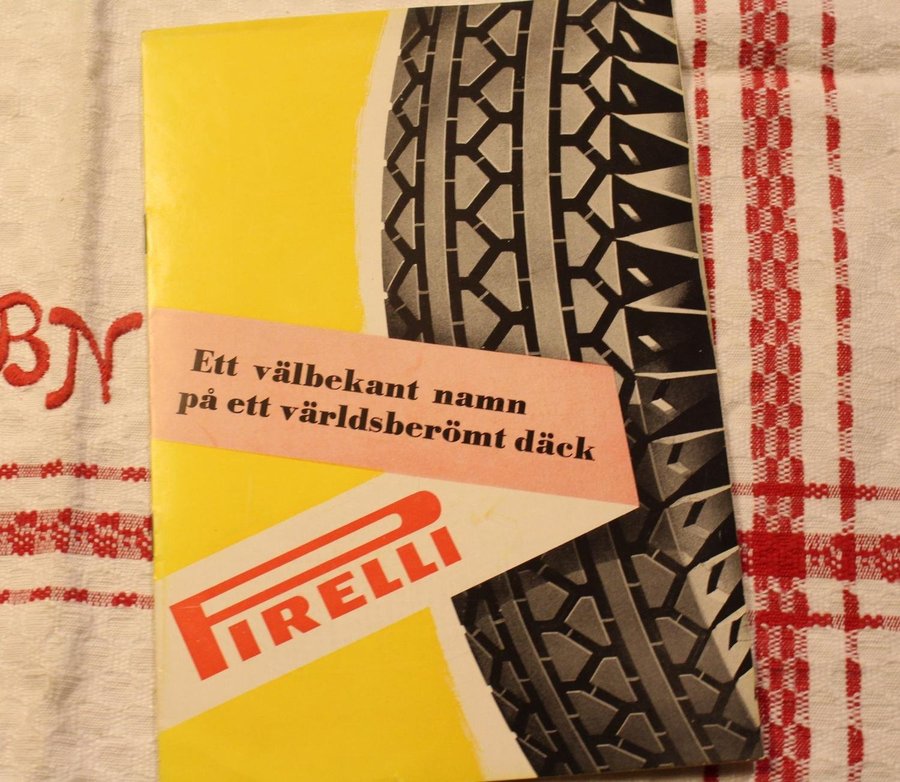 BN
Ett välbekant namn
på ett världsberömt däck
PIRELLI